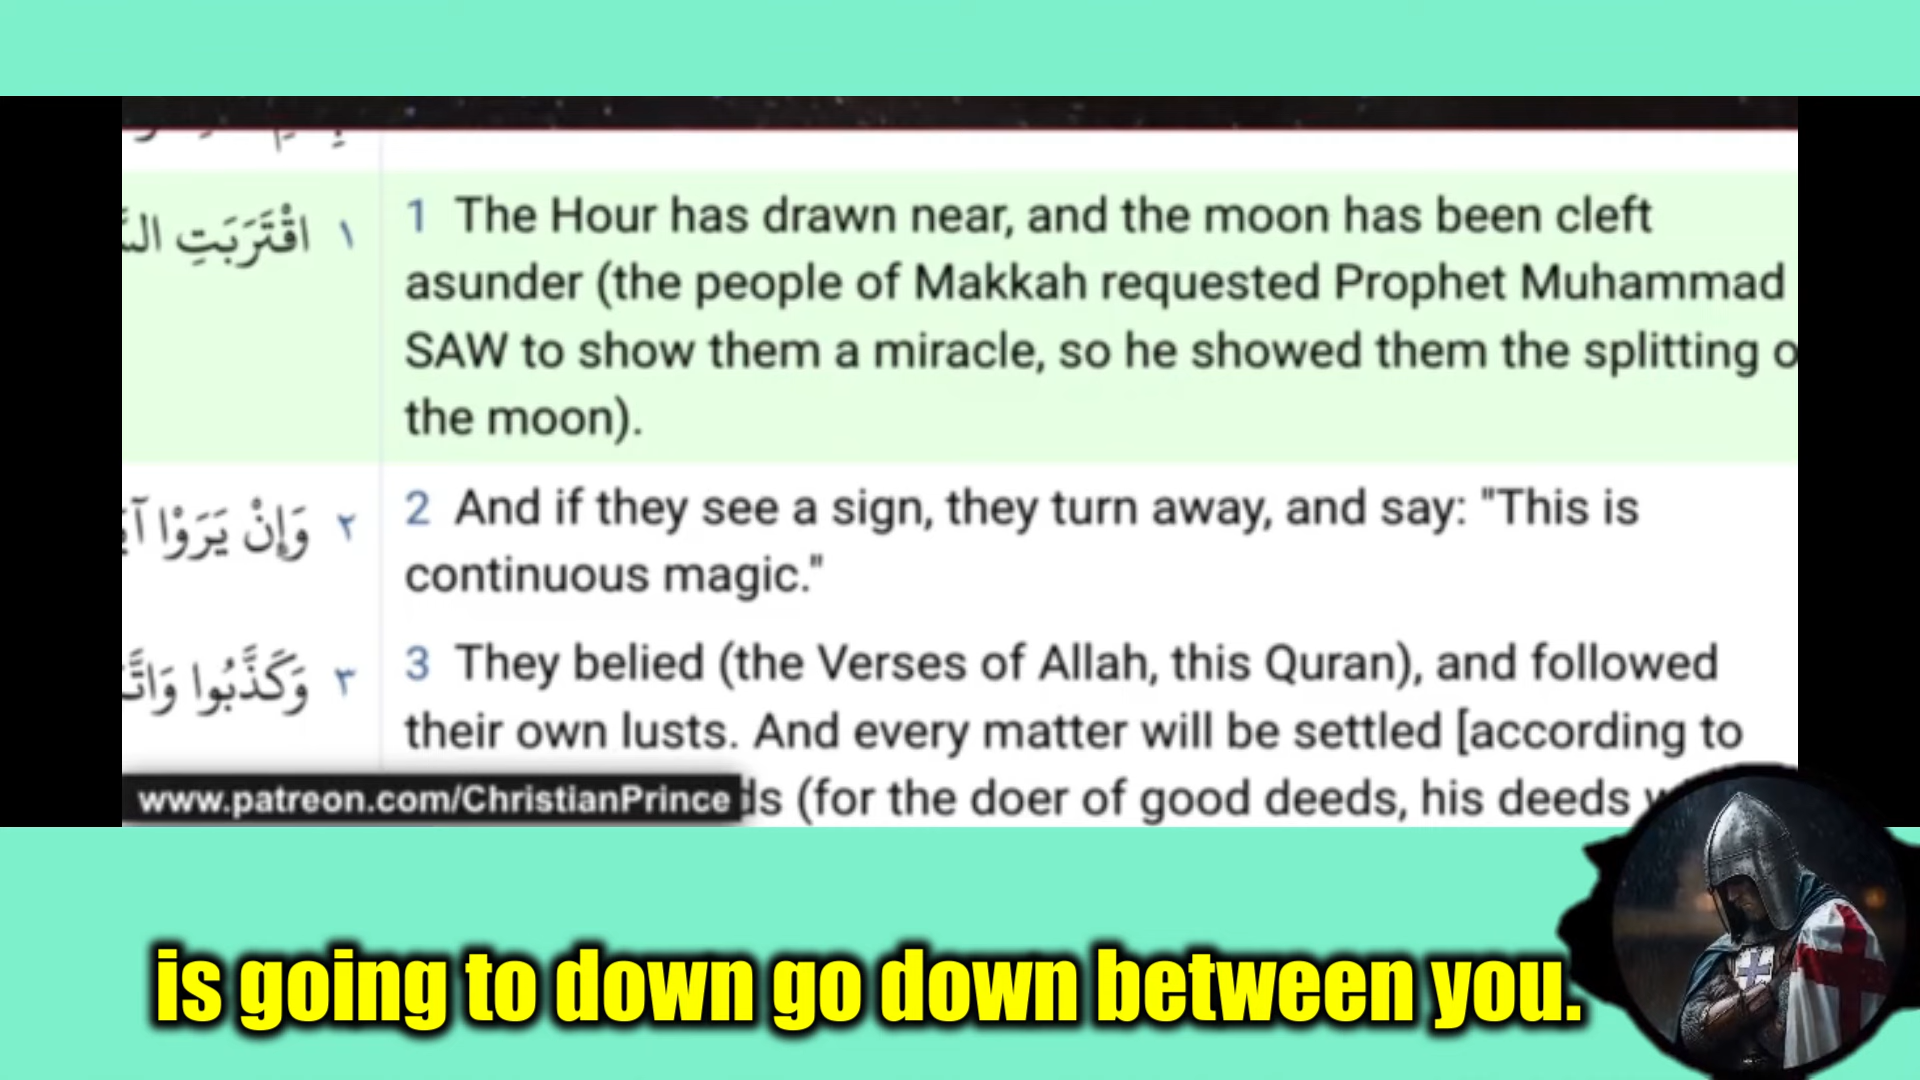 ١ اقْتَرَبَتِ
1 The Hour has drawn near, and the moon has been cleft
asunder (the people of Makkah requested Prophet Muhammad
SAW to show them a miracle, so he showed them the splitting o
the moon).
٢ وَإِنْ يَرَوْا
2 And if they see a sign, they turn away, and say: "This is
continuous magic."
٣ وَكَذَّبُوا
3 They belied (the Verses of Allah, this Quran), and followed
their own lusts. And every matter will be settled [according to
ds (for the doer of good deeds, his deeds
www.patreon.com/ChristianPrince
is going to down go down between you.